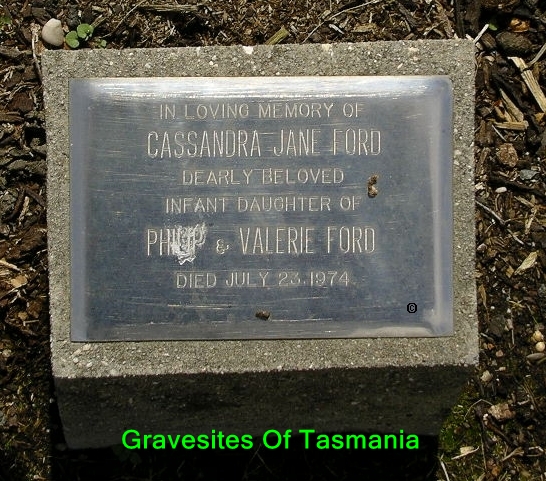 IN LOVING MEMORY OF
CASSANDRA JANE FORD
DEARLY BELOVED
INFANT DAUGHTER OF
PHILIP & VALERIE FORD
DIED JULY 23, 1974.
©
Gravesites Of Tasmania